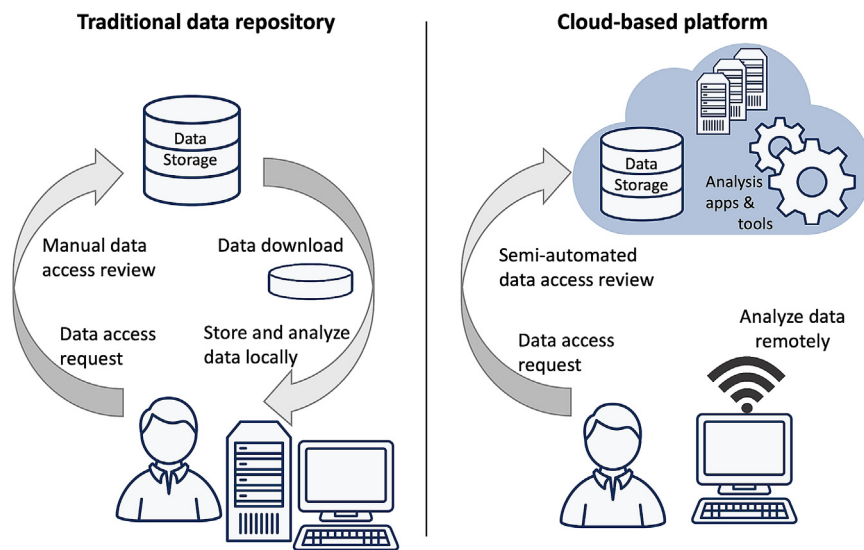 Traditional data repository
Data
Storage
Manual data
access review
Data download
Data access
request
Store and analyze
data locally
Cloud-based platform
Data
Storage
Analysis
apps &
tools
Semi-automated
data access review
Data access
request
Analyze data
remotely